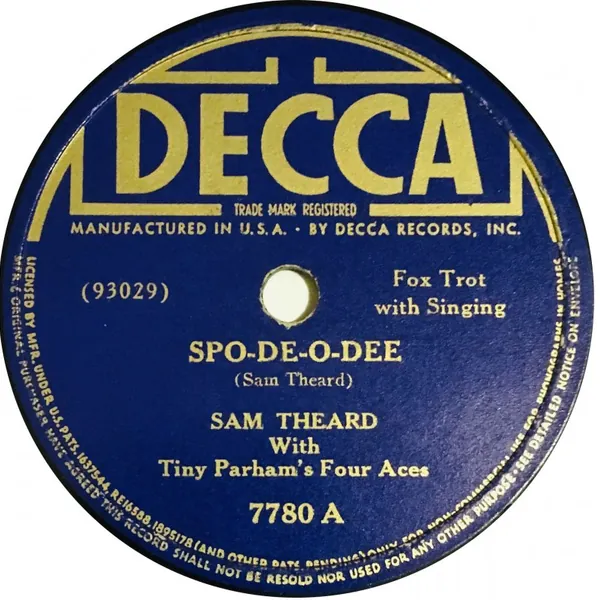 DECCA
TRADE MARK REGISTERED
MANUFACTURED IN U.S.A. • BY DECCA RECORDS, INC.
(93029)
Fox Trot
with Singing
SPO-DE-O-DEE
(Sam Theard)
SAM THEARD
With
Tiny Parham's Four Aces
7780 A
LICENSED BY MFR. UNDER U.S. PATS. 1637544, RE16588, 1895178 (AND OTHER PATS. PENDING) ONLY FOR NON-COMMERCIAL USE FOR PHONOGRAPHS IN HOMES.
MFR. & ORIGINAL PURCHASER HAVE AGREED THIS RECORD SHALL NOT BE RESOLD NOR USED FOR ANY OTHER PURPOSE • SEE DETAILED NOTICE ON ENVELOPE